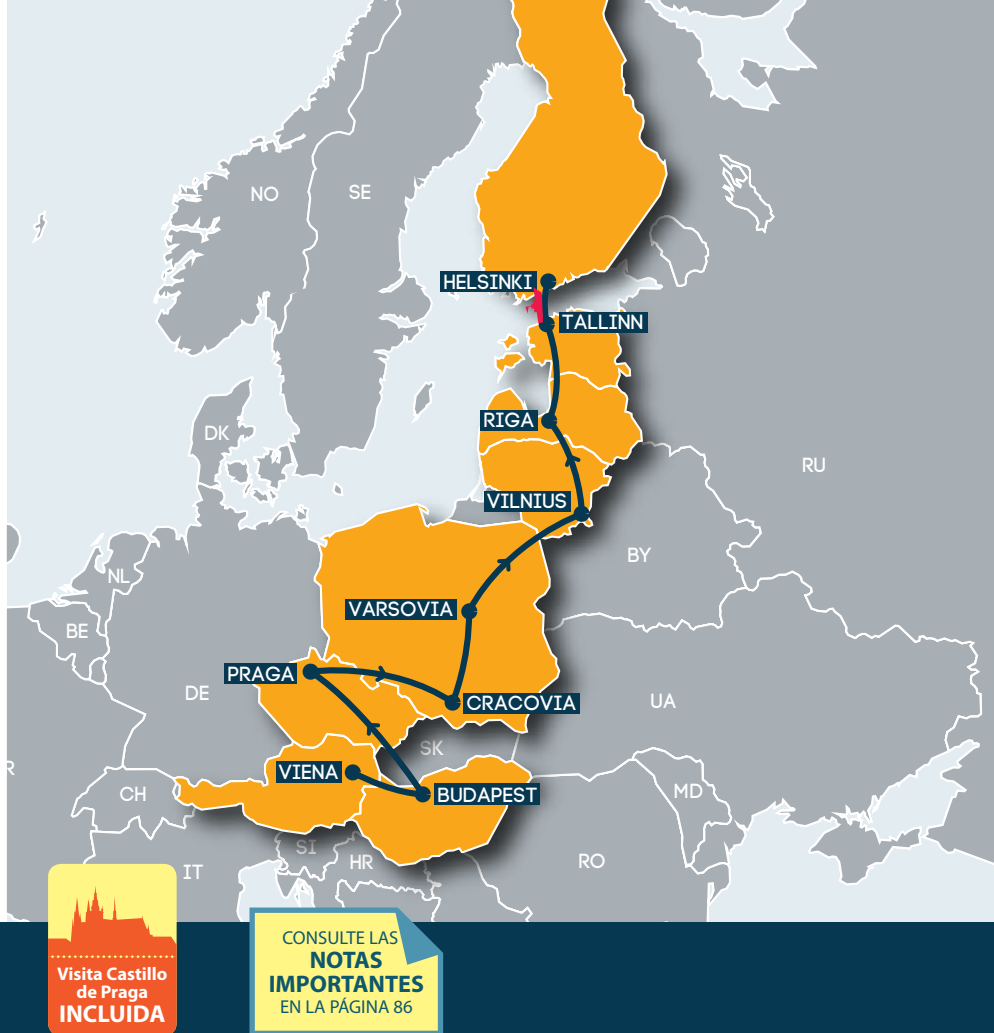 NO
SE
HELSINKI
TALLINN
RIGA
DK
RU
VILNIUS
BY
NL
VARSOVIA
BE
PRAGA
DE
CRACOVIA
UA
SK
R
VIENA
CH
BUDAPEST
MD
SI
HR
RO
IT
Visita Castillo
de Praga
INCLUIDA
CONSULTE LAS
NOTAS
IMPORTANTES
EN LA PÁGINA 86